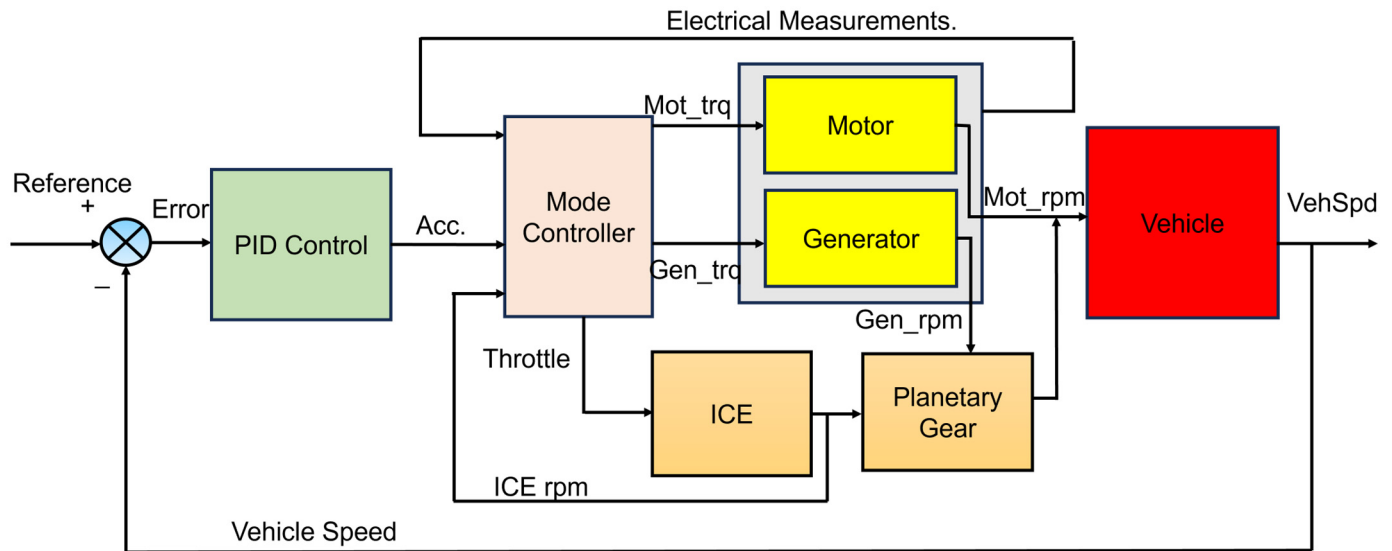 Electrical Measurements.
Mot_trq
Motor
Reference
+
Error
PID Control
Acc.
Mode
Controller
Gen_trq
Generator
Mot_rpm
Vehicle
VehSpd
–
Gen_rpm
Throttle
ICE
Planetary
Gear
ICE rpm
Vehicle Speed